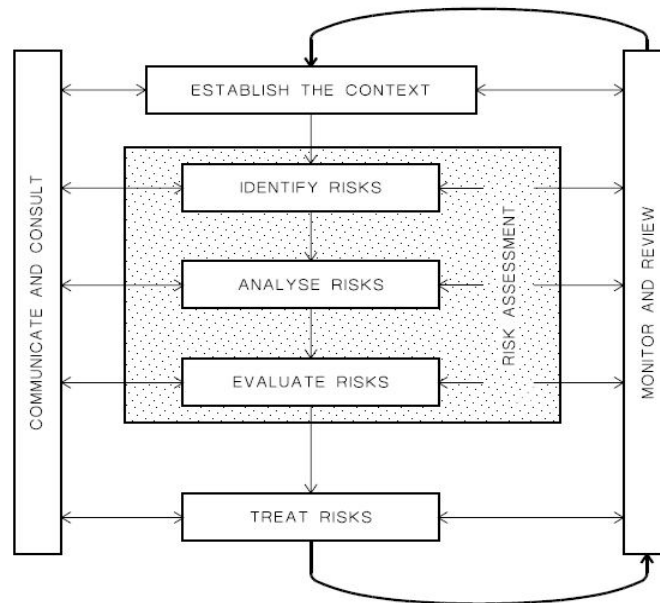 ESTABLISH THE CONTEXT
IDENTIFY RISKS
ANALYSE RISKS
EVALUATE RISKS
TREAT RISKS
COMMUNICATE AND CONSULT
RISK ASSESSMENT
MONITOR AND REVIEW